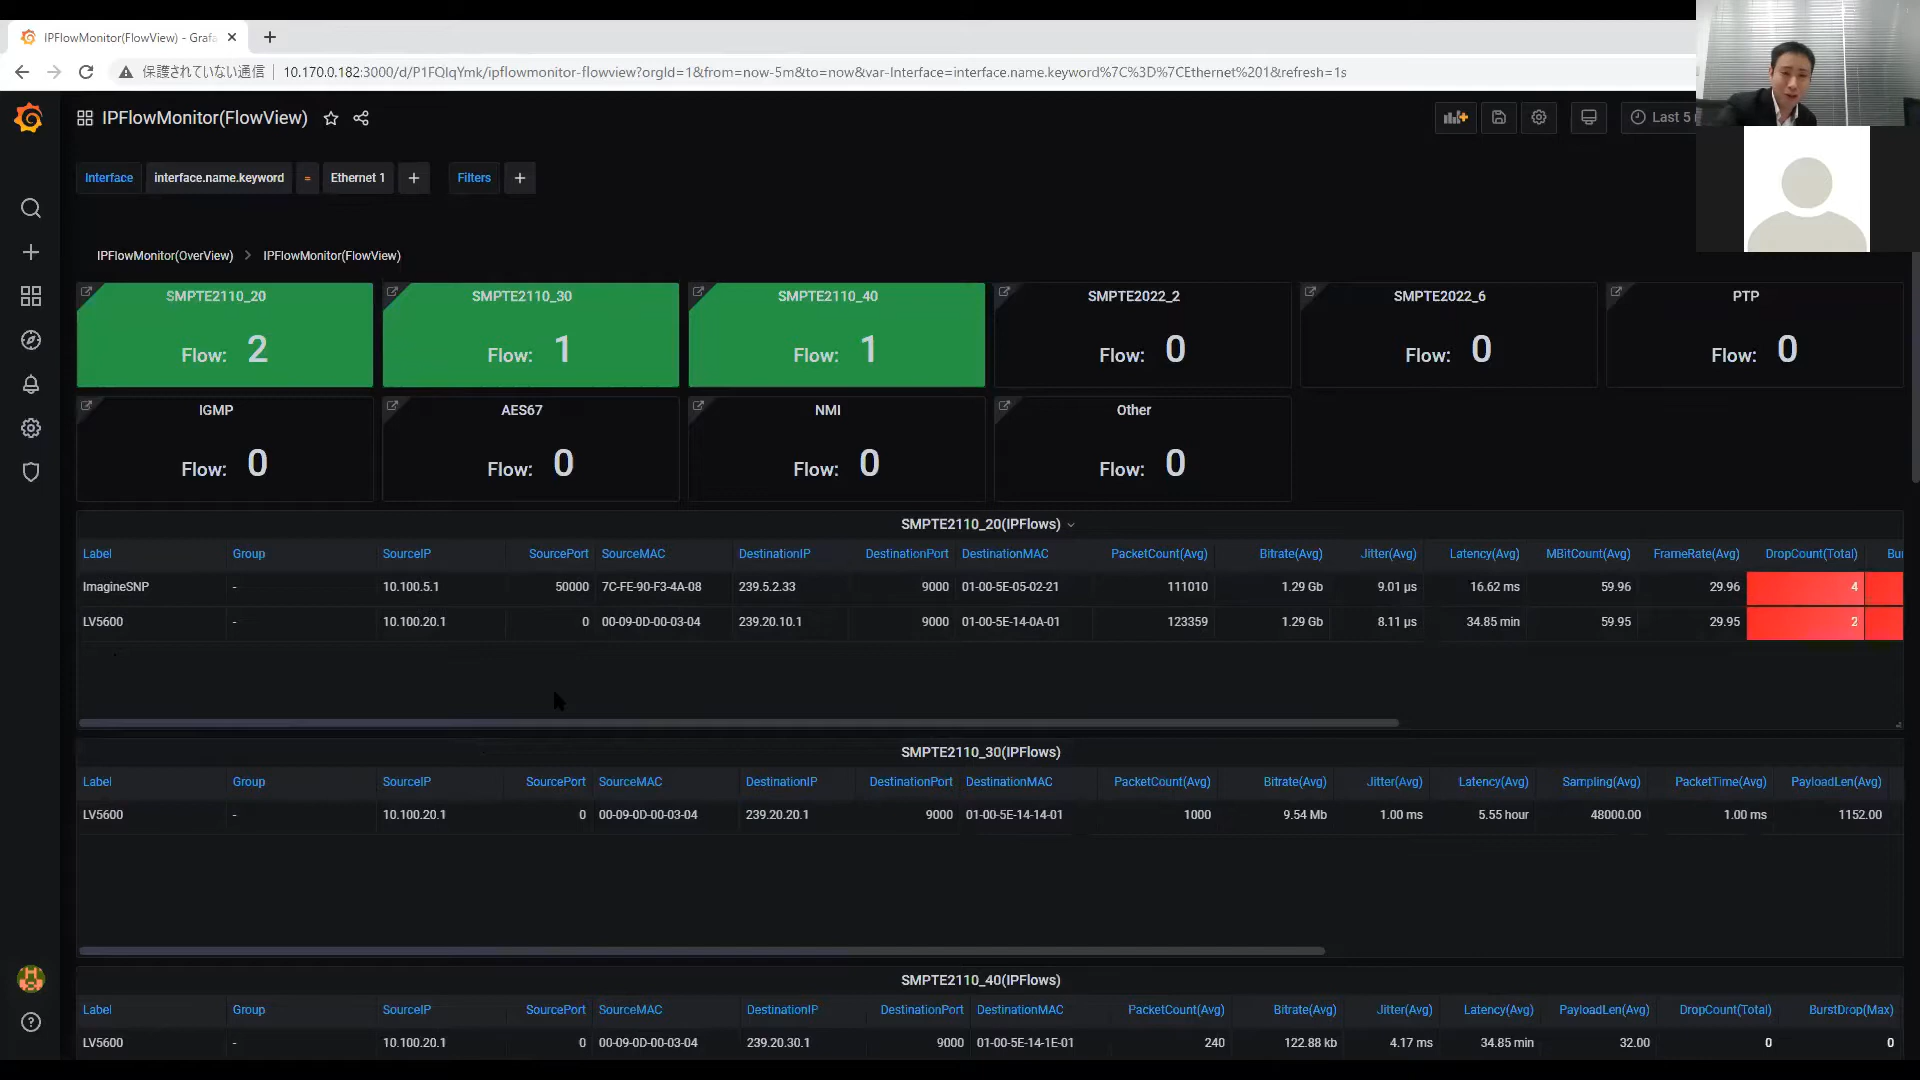 IPFlowMonitor(FlowView) - Grafa
保護されていない通信 10.170.0.182:3000/d/P1FQIqYmk/ipflowmonitor-flowview?orgId=1&from=now-5m&to=now&var-Interface=interface.name.keyword%7C%3D%7CEthernet%201&refresh=1s
IPFlowMonitor(FlowView) Last 5
Interface interface.name.keyword = Ethernet 1 + Filters +
IPFlowMonitor(OverView) > IPFlowMonitor(FlowView)
SMPTE2110_20 SMPTE2110_30 SMPTE2110_40 SMPTE2022_2 SMPTE2022_6 PTP
Flow: 2 Flow: 1 Flow: 1 Flow: 0 Flow: 0 Flow: 0
IGMP AES67 NMI Other
Flow: 0 Flow: 0 Flow: 0 Flow: 0
SMPTE2110_20(IPFlows)
Label Group SourceIP SourcePort SourceMAC DestinationIP DestinationPort DestinationMAC PacketCount(Avg) Bitrate(Avg) Jitter(Avg) Latency(Avg) MBitCount(Avg) FrameRate(Avg) DropCount(Total) Bu
ImagineSNP - 10.100.5.1 50000 7C-FE-90-F3-4A-08 239.5.2.33 9000 01-00-5E-05-02-21 111010 1.29 Gb 9.01 µs 16.62 ms 59.96 29.96 4
LV5600 - 10.100.20.1 0 00-09-0D-00-03-04 239.20.10.1 9000 01-00-5E-14-0A-01 123359 1.29 Gb 8.11 µs 34.85 min 59.95 29.95 2
SMPTE2110_30(IPFlows)
Label Group SourceIP SourcePort SourceMAC DestinationIP DestinationPort DestinationMAC PacketCount(Avg) Bitrate(Avg) Jitter(Avg) Latency(Avg) Sampling(Avg) PacketTime(Avg) PayloadLen(Avg)
LV5600 - 10.100.20.1 0 00-09-0D-00-03-04 239.20.20.1 9000 01-00-5E-14-14-01 1000 9.54 Mb 1.00 ms 5.55 hour 48000.00 1.00 ms 1152.00
SMPTE2110_40(IPFlows)
Label Group SourceIP SourcePort SourceMAC DestinationIP DestinationPort DestinationMAC PacketCount(Avg) Bitrate(Avg) Jitter(Avg) Latency(Avg) PayloadLen(Avg) DropCount(Total) BurstDrop(Max)
LV5600 - 10.100.20.1 0 00-09-0D-00-03-04 239.20.30.1 9000 01-00-5E-14-1E-01 240 122.88 kb 4.17 ms 34.85 min 32.00 0 0